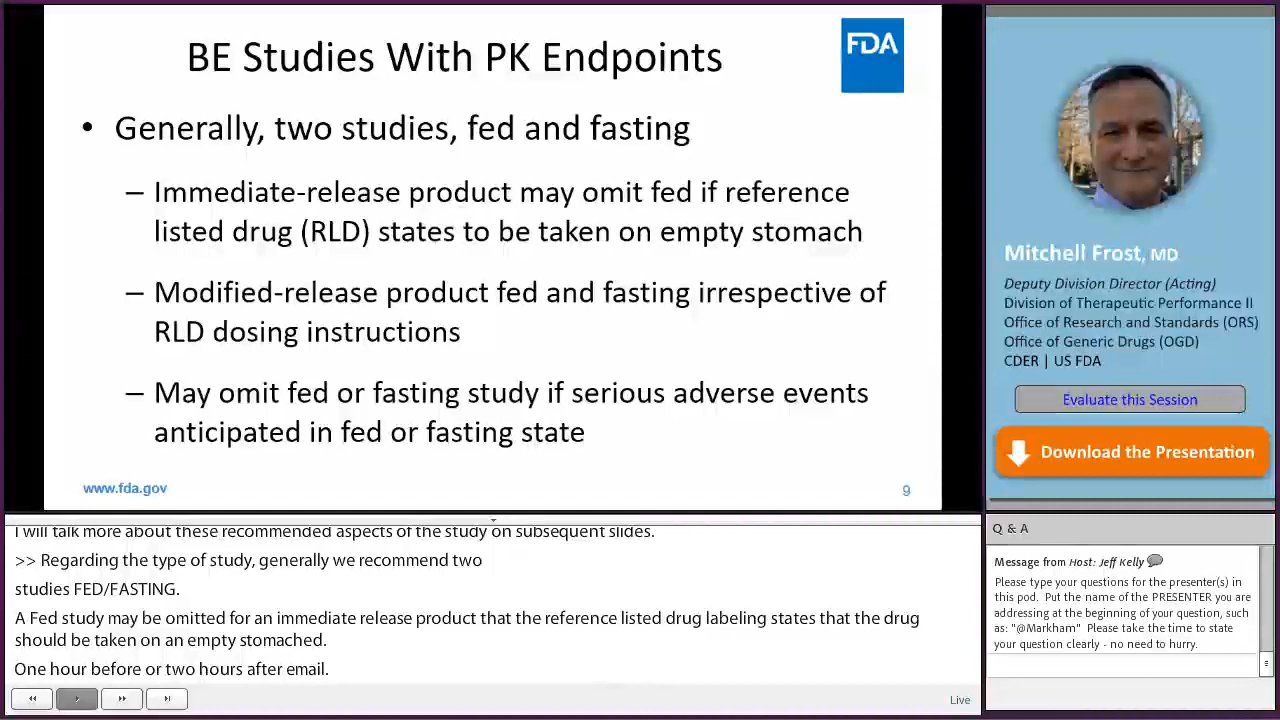 BE Studies With PK Endpoints
FDA
• Generally, two studies, fed and fasting
– Immediate-release product may omit fed if reference
listed drug (RLD) states to be taken on empty stomach
– Modified-release product fed and fasting irrespective of
RLD dosing instructions
– May omit fed or fasting study if serious adverse events
anticipated in fed or fasting state
www.fda.gov
9
Mitchell Frost, MD
Deputy Division Director (Acting)
Division of Therapeutic Performance II
Office of Research and Standards (ORS)
Office of Generic Drugs (OGD)
CDER | US FDA
Evaluate this Session
Download the Presentation
I will talk more about these recommended aspects of the study on subsequent slides.
>> Regarding the type of study, generally we recommend two
studies FED/FASTING.
A Fed study may be omitted for an immediate release product that the reference listed drug labeling states that the drug
should be taken on an empty stomached.
One hour before or two hours after email.
Live
Q & A
Message from Host: Jeff Kelly
Please type your questions for the presenter(s) in
this pod. Put the name of the PRESENTER you are
addressing at the beginning of your question, such
as: "@Markham" Please take the time to state
your question clearly - no need to hurry.